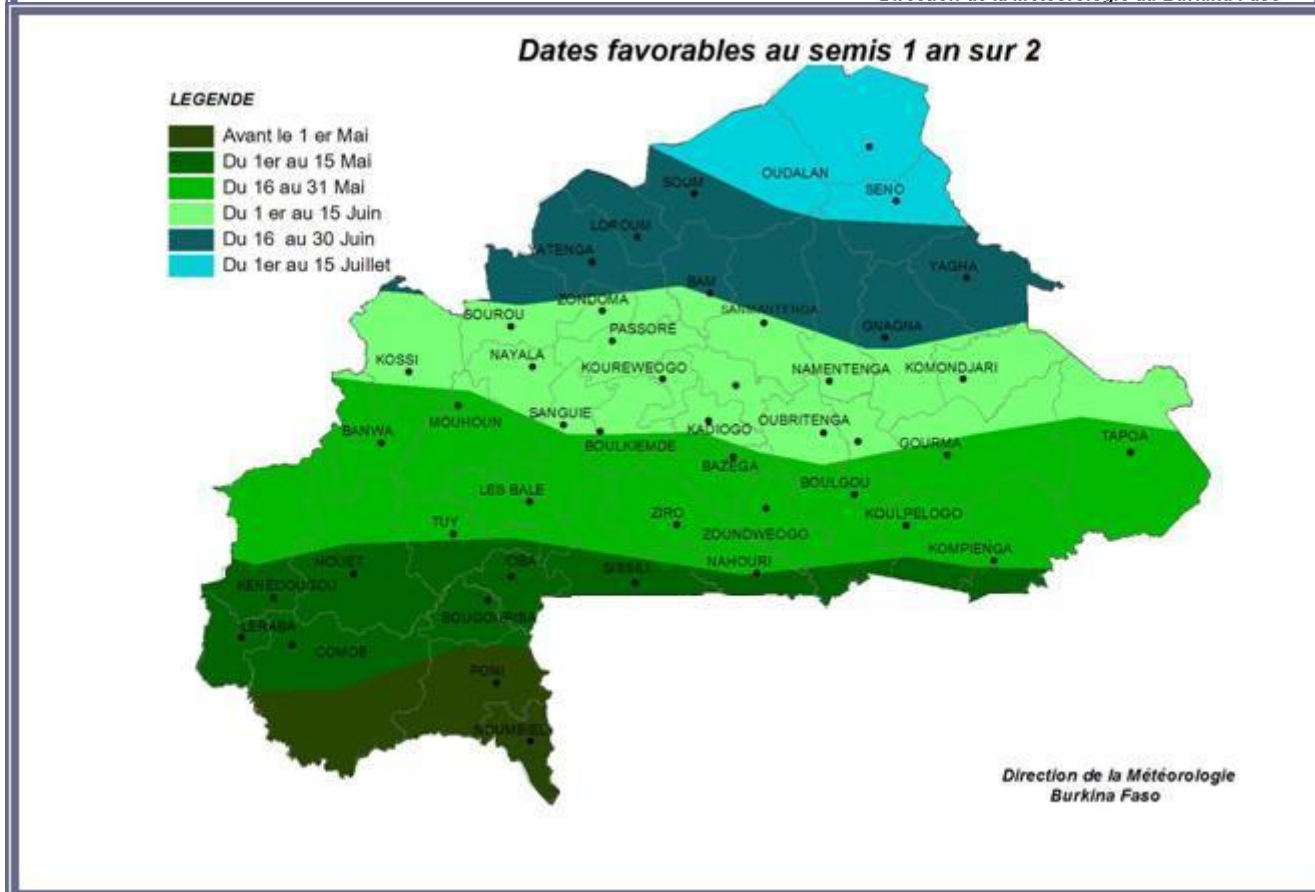 Dates favorables au semis 1 an sur 2
LEGENDE
Avant le 1 er Mai
Du 1er au 15 Mai
Du 16 au 31 Mai
Du 1 er au 15 Juin
Du 16 au 30 Juin
Du 1er au 15 Juillet
OUDALAN
SENO
SOUM
LOROUM
YATENGA
YAGHA
BAM
ZONDOMA
SANMANTENGA
SOUROU
GNAGNA
PASSORE
NAYALA
KOSSI
KOUREWEOGO
NAMENTENGA
KOMONDJARI
SANGUIE
MOUHOUN
OUBRITENGA
BANWA
KADIOGO
BOULKIEMDE
GOURMA
TAPOA
BAZEGA
LES BALE
BOULGOU
ZIRO
KOULPELOGO
TUY
ZOUNDWEOGO
KOMPIENGA
HOUET
IOBA
SISSILI
NAHOURI
KENEDOUGOU
BOUGOURIBA
LERABA
COMOE
PONI
NOUMBIEL
Direction de la Météorologie
Burkina Faso